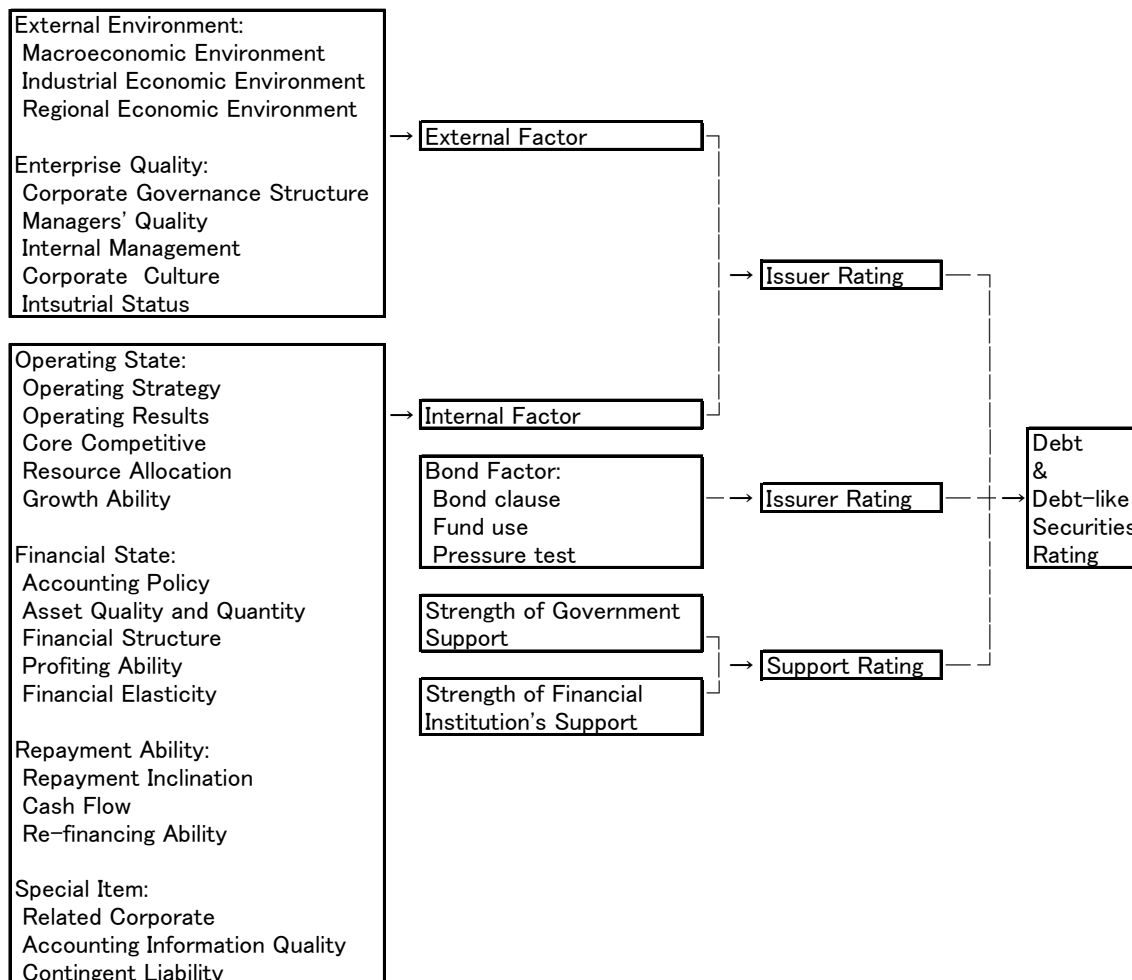 External Environment:
Macroeconomic Environment
Industrial Economic Environment
Regional Economic Environment
Enterprise Quality:
Corporate Governance Structure
Managers' Quality
Internal Management
Corporate Culture
Intsutrial Status
Operating State:
Operating Strategy
Operating Results
Core Competitive
Resource Allocation
Growth Ability
Financial State:
Accounting Policy
Asset Quality and Quantity
Financial Structure
Profiting Ability
Financial Elasticity
Repayment Ability:
Repayment Inclination
Cash Flow
Re-financing Ability
Special Item:
Related Corporate
Accounting Information Quality
Contingent Liability
→ External Factor
→ Internal Factor
Bond Factor:
Bond clause
Fund use
Pressure test
Strength of Government
Support
Strength of Financial
Institution's Support
→ Issuer Rating
→ Issurer Rating
→ Support Rating
→
Debt
&
Debt-like
Securities
Rating